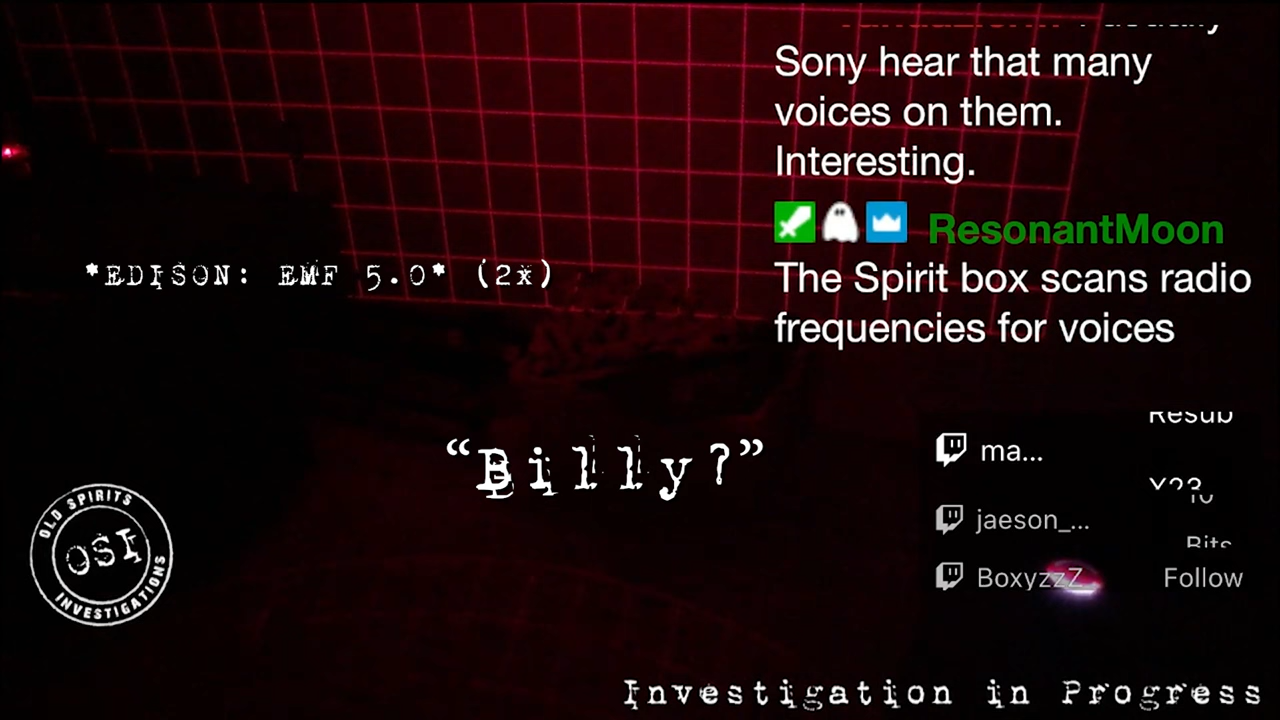 Sony hear that many
voices on them.
Interesting.
ResonantMoon
The Spirit box scans radio
frequencies for voices
*EDISON: EMF 5.0* (2x)
“Billy?”
Resub
ma...
jaeson_...
Bits
BoxyzzZ
Follow
OLD SPIRITS
OSI
INVESTIGATIONS
Investigation in Progress